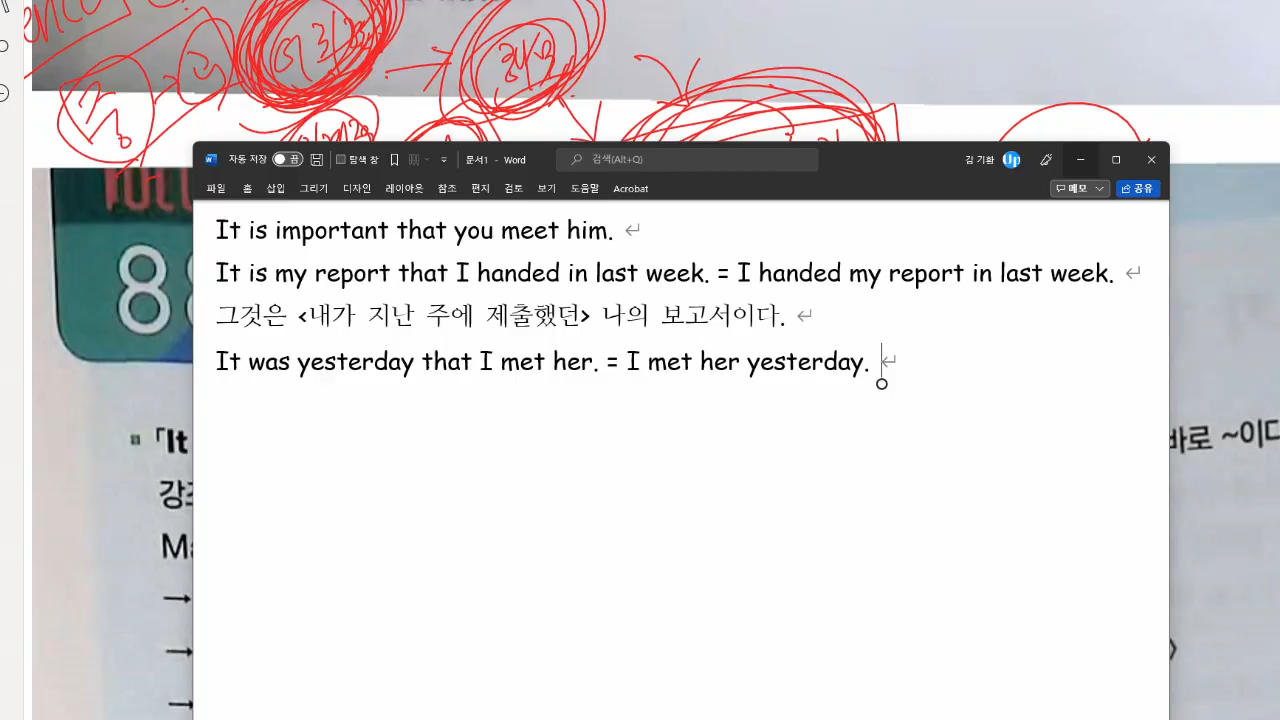 자동 저장 끔 탐색 창 문서1 - Word 검색(Alt+Q) 김 기환
파일 홈 삽입 그리기 디자인 레이아웃 참조 편지 검토 보기 도움말 Acrobat 메모 공유
It is important that you meet him.
It is my report that I handed in last week. = I handed my report in last week.
그것은 <내가 지난 주에 제출했던> 나의 보고서이다.
It was yesterday that I met her. = I met her yesterday.
「It
바로 ~이다